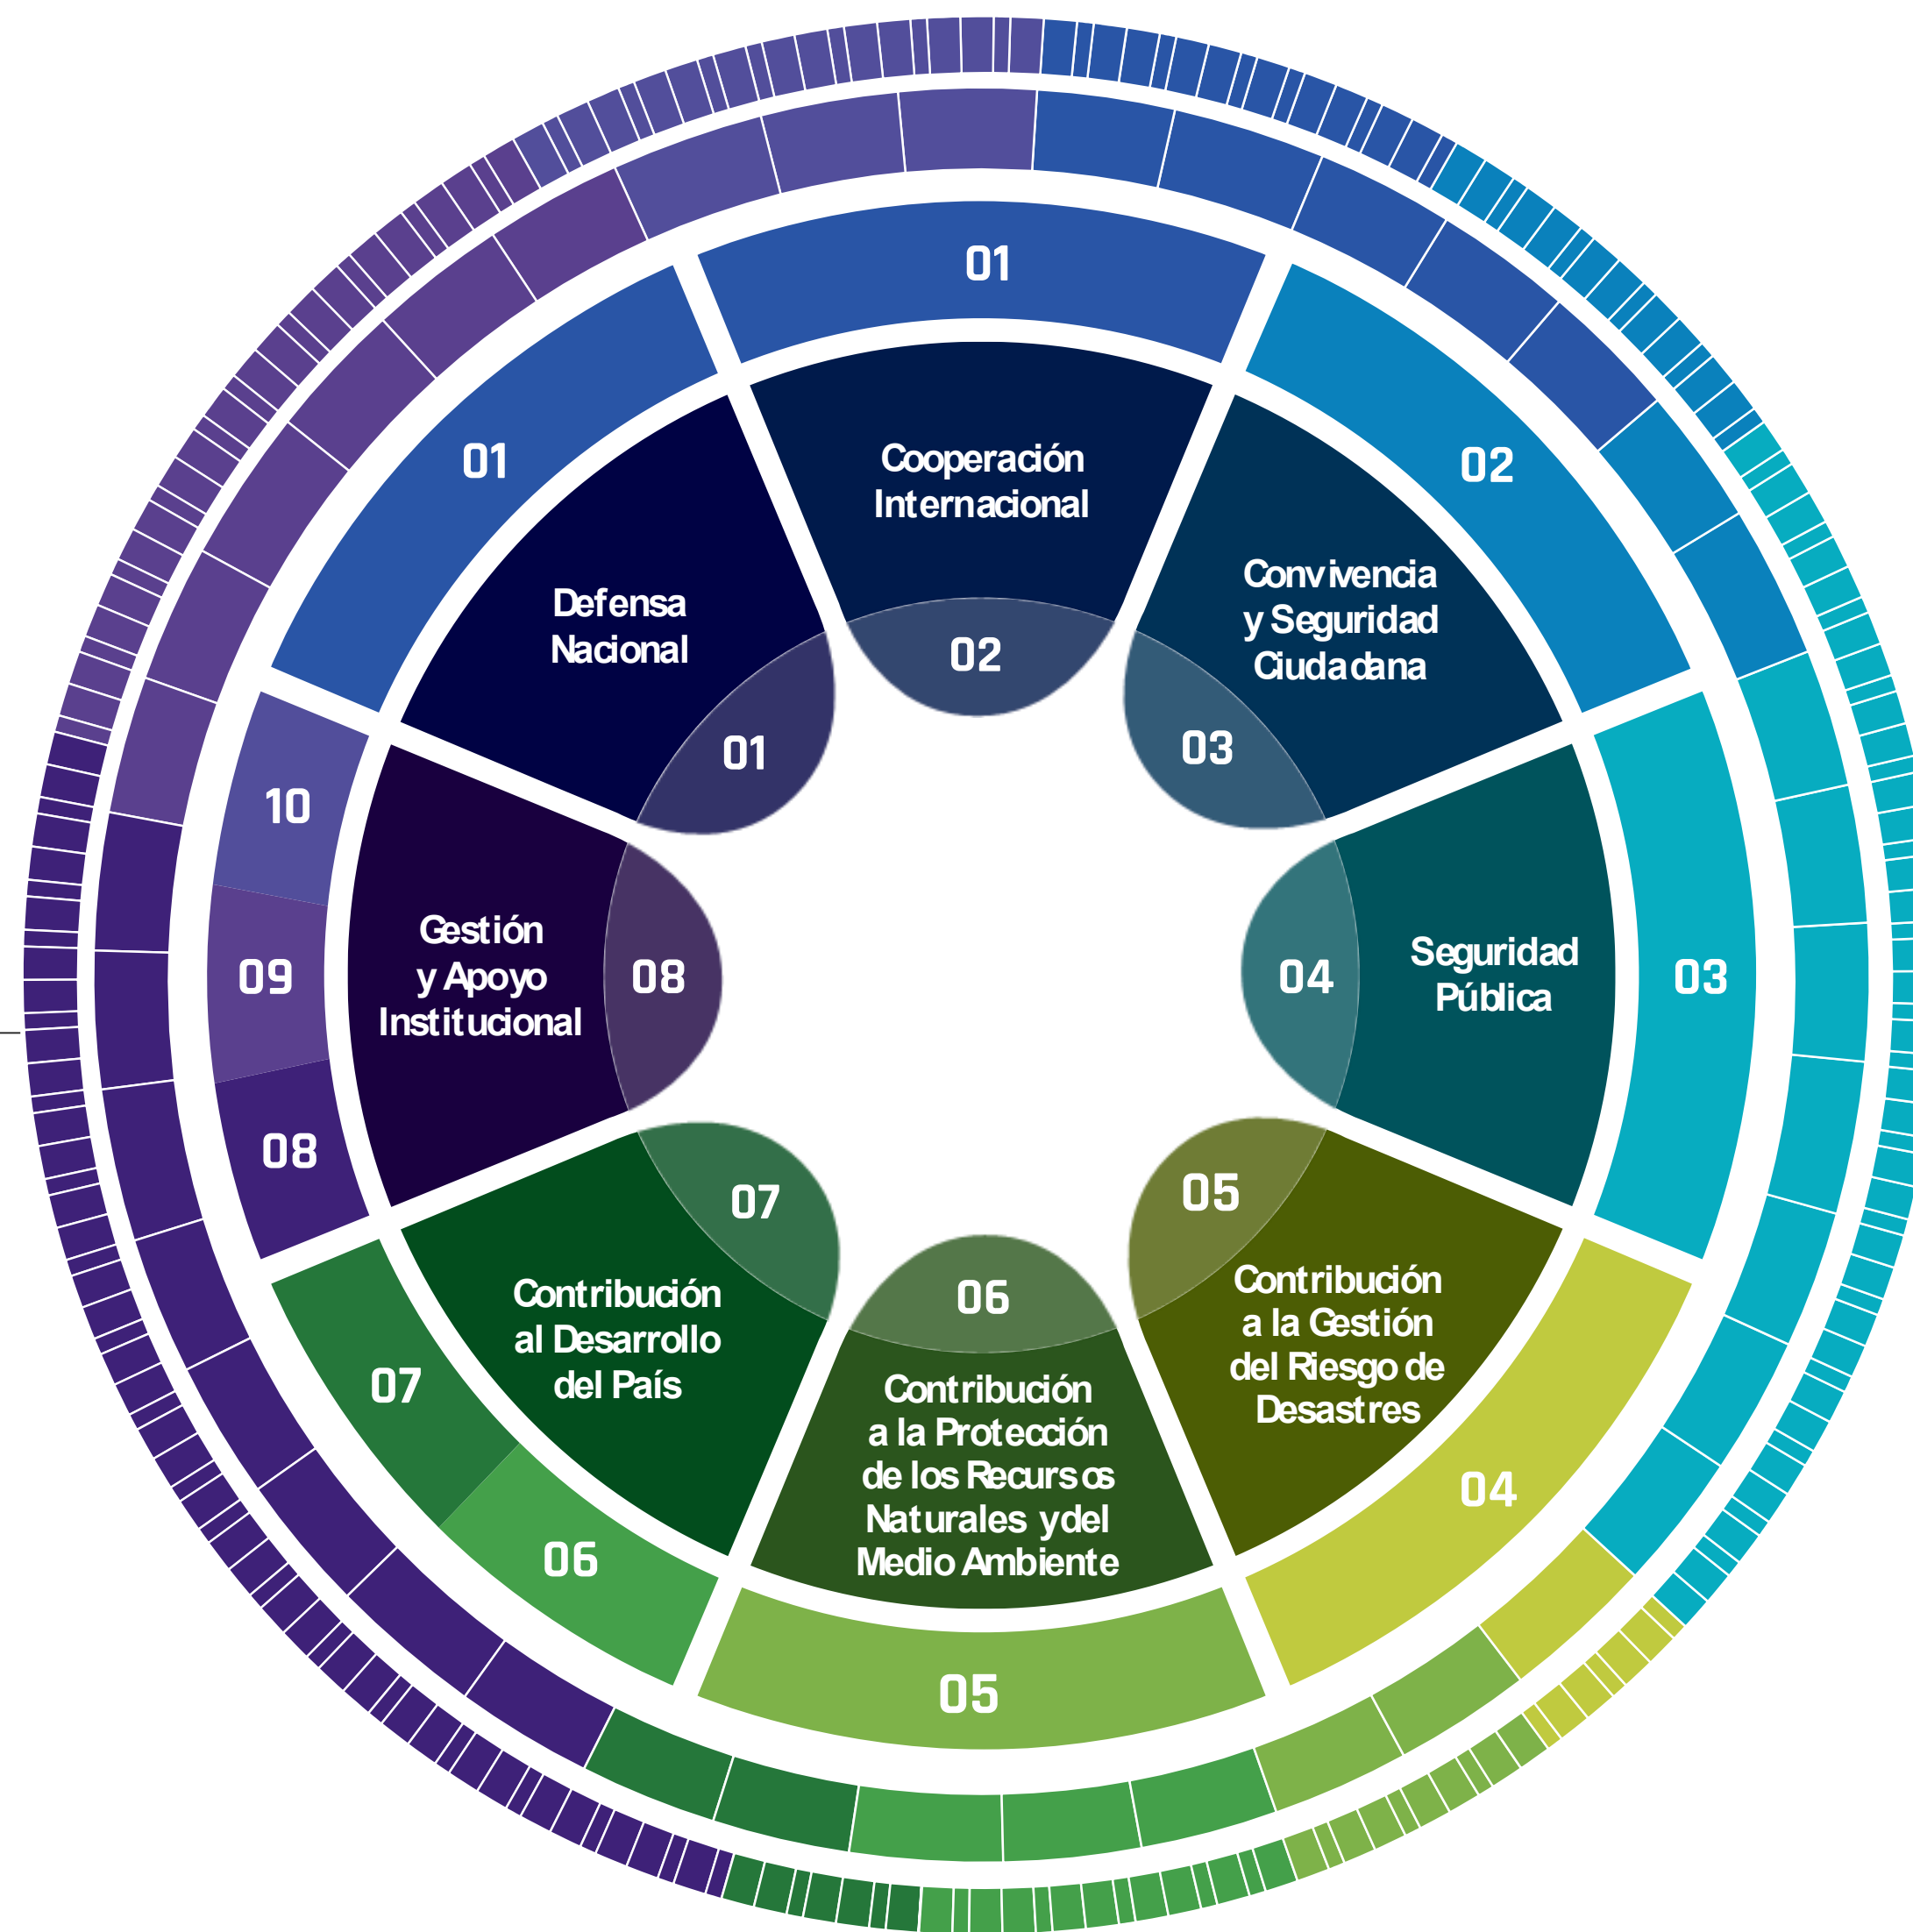 01
01
02
Cooperación
Internacional
Convivencia
y Seguridad
Ciudadana
Defensa
Nacional
02
01
03
10
Gestión
y Apoyo
Institucional
09
08
04
Seguridad
Pública
03
08
07
05
Contribución
al Desarrollo
del País
06
Contribución
a la Gestión
del Riesgo de
Desastres
07
Contribución
a la Protección
de los Recursos
Naturales y del
Medio Ambiente
04
06
05